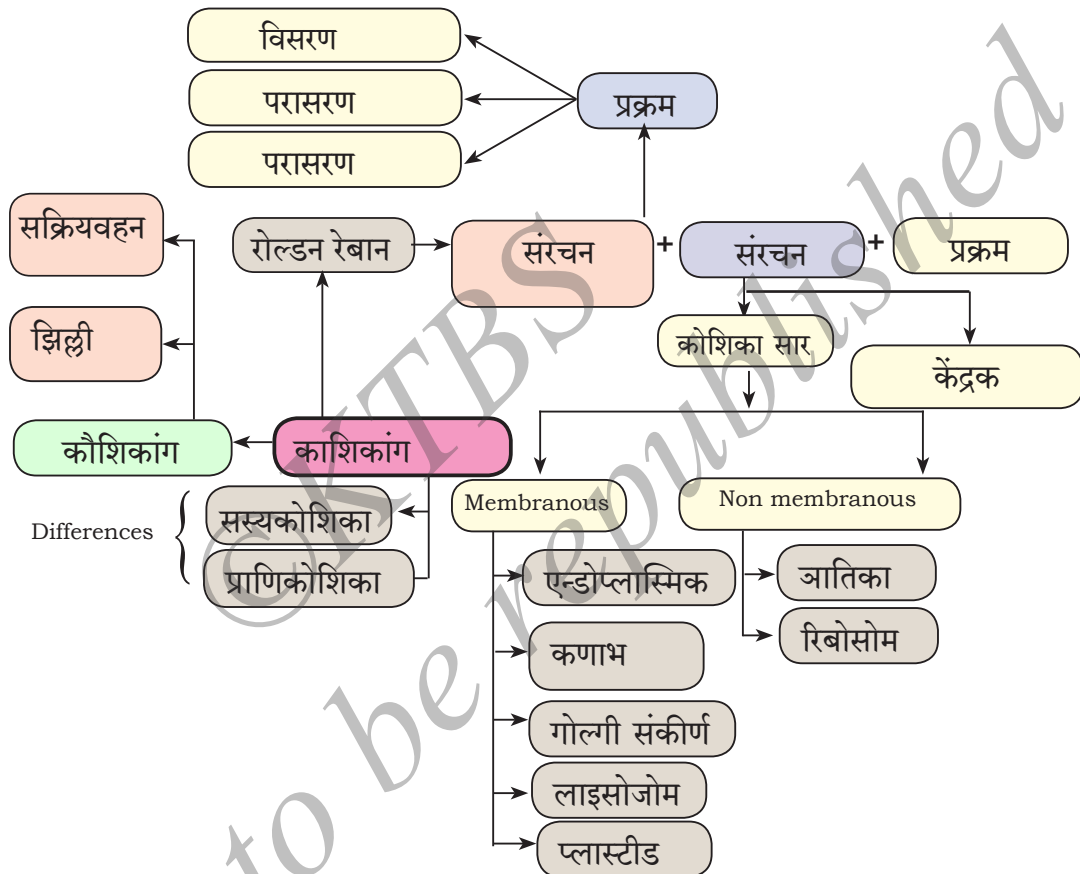 विसरण
परासरण
परासरण
प्रक्रम
सक्रियवहन
झिल्ली
रोल्डन रेबान
संरचन
+
संरचन
+
प्रक्रम
कोशिका सार
केंद्रक
कौशिकांग
काशिकांग
Differences
सस्यकोशिका
प्राणिकोशिका
Membranous
Non membranous
एन्डोप्लास्मिक
कणाभ
गोल्गी संकीर्ण
लाइसोजोम
प्लास्टीड
ञातिका
रिबोसोम
©KTBS
to be republished